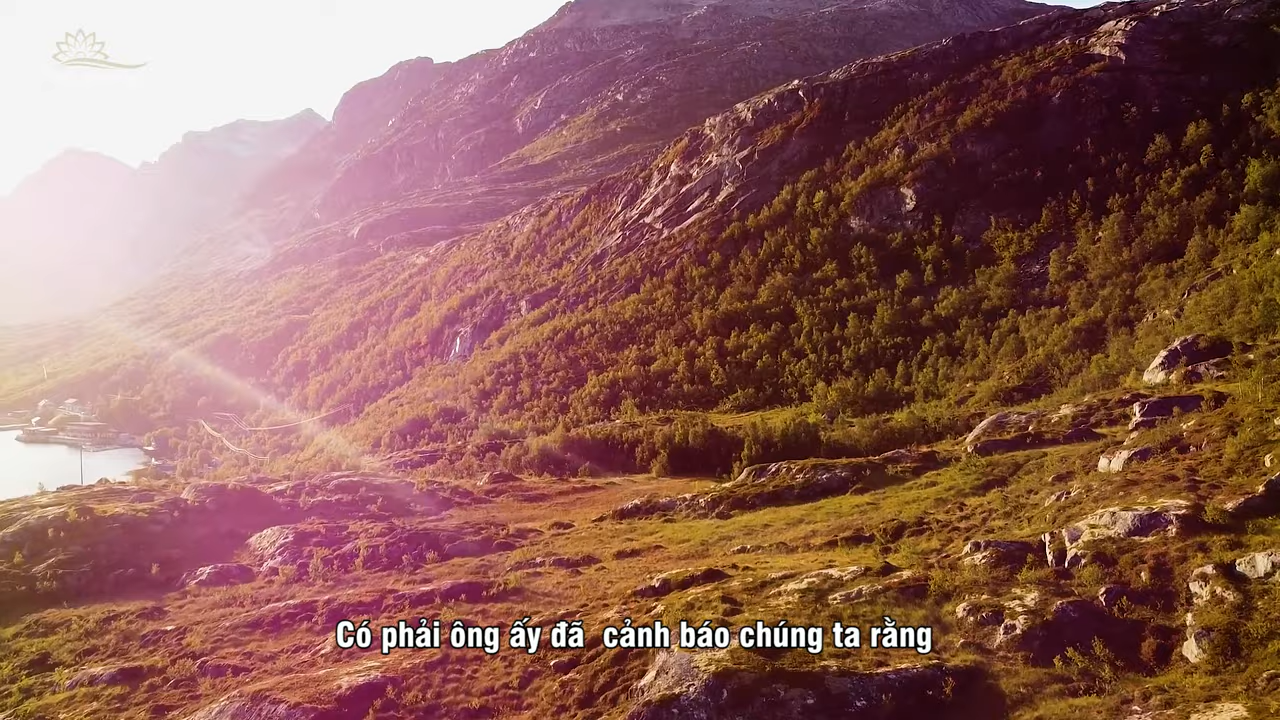 Có phải ông ấy đã  cảnh báo chúng ta rằng